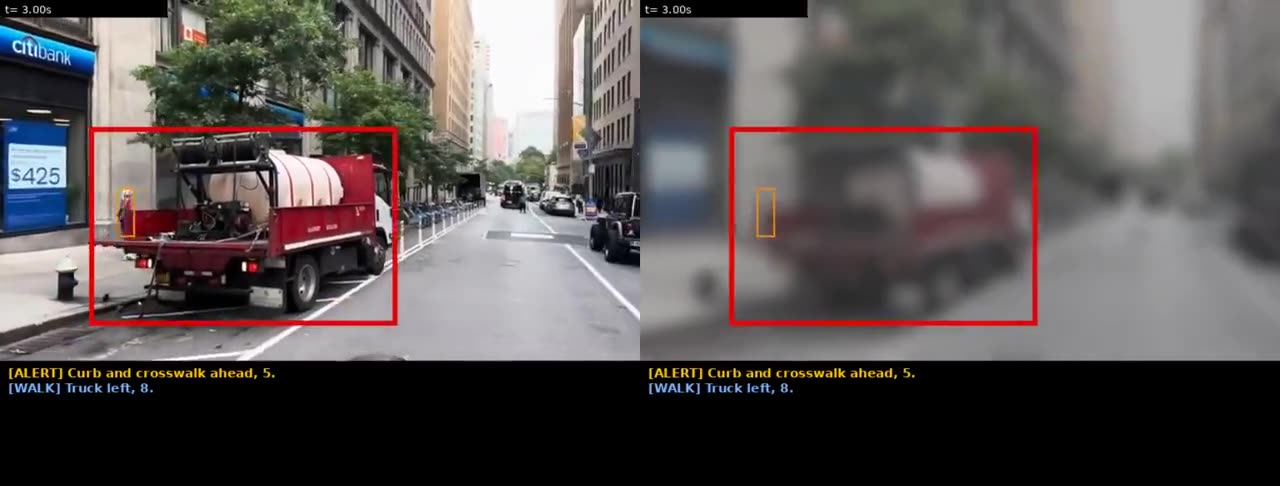 t= 3.00s
t= 3.00s
citibank
$425
[ALERT] Curb and crosswalk ahead, 5.
[WALK] Truck left, 8.
[ALERT] Curb and crosswalk ahead, 5.
[WALK] Truck left, 8.